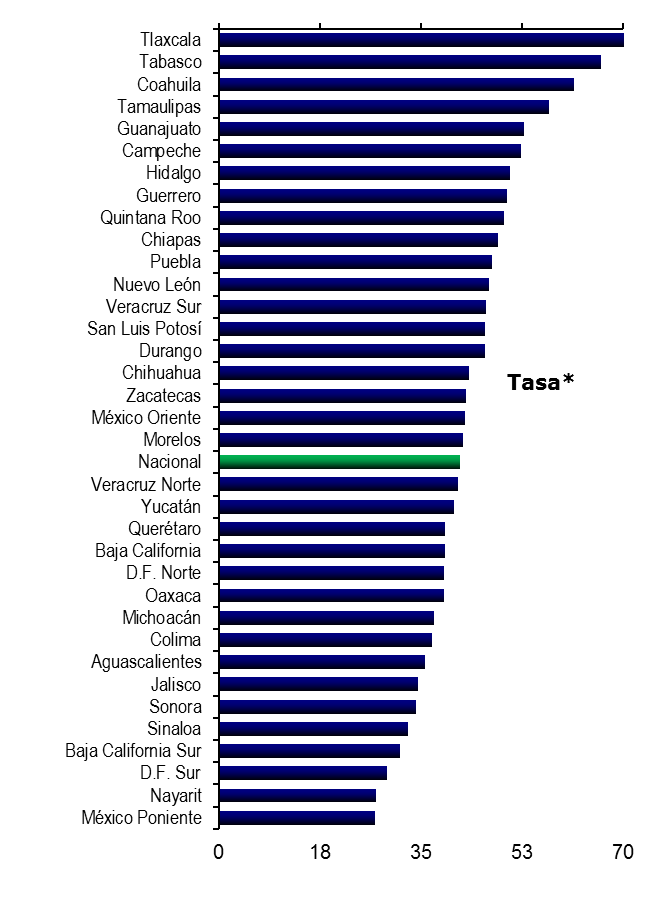 Tlaxcala
Tabasco
Coahuila
Tamaulipas
Guanajuato
Campeche
Hidalgo
Guerrero
Quintana Roo
Chiapas
Puebla
Nuevo León
Veracruz Sur
San Luis Potosí
Durango
Chihuahua
Tasa*
Zacatecas
México Oriente
Morelos
Nacional
Veracruz Norte
Yucatán
Querétaro
Baja California
D.F. Norte
Oaxaca
Michoacán
Colima
Aguascalientes
Jalisco
Sonora
Sinaloa
Baja California Sur
D.F. Sur
Nayarit
México Poniente
0 18 35 53 70